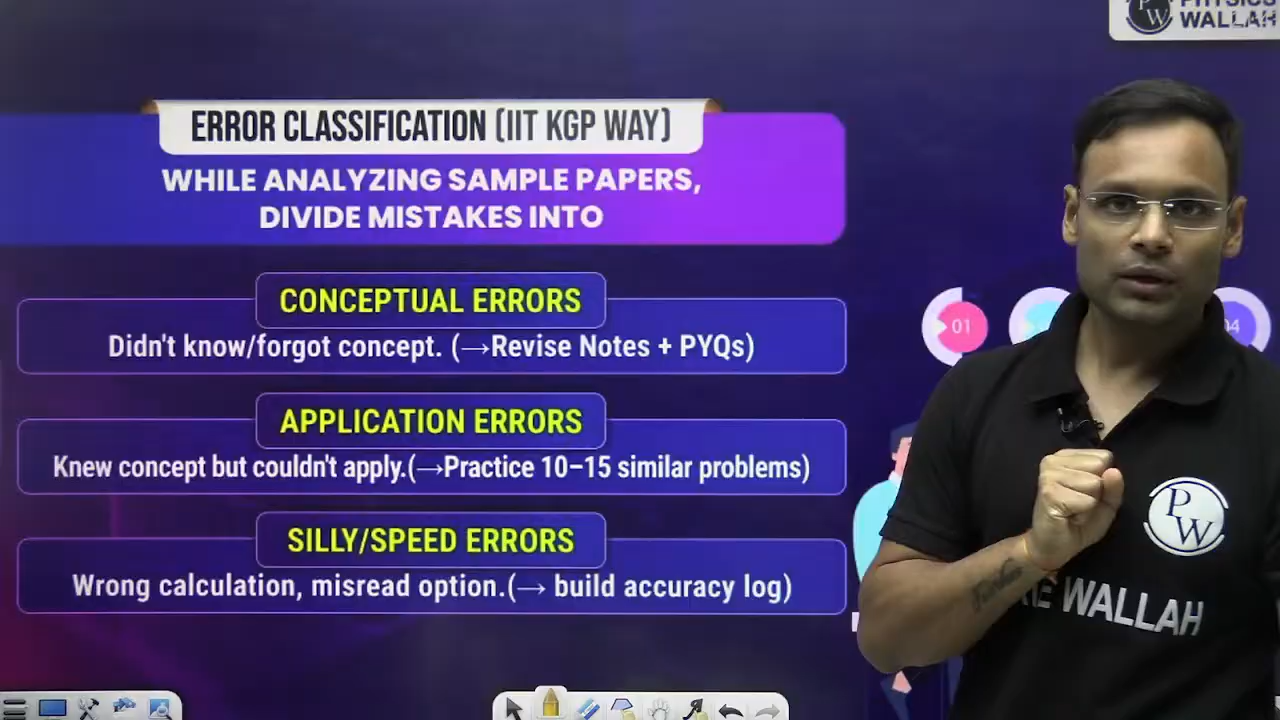 PHYSICS
WALLAH
ERROR CLASSIFICATION (IIT KGP WAY)
WHILE ANALYZING SAMPLE PAPERS,
DIVIDE MISTAKES INTO
CONCEPTUAL ERRORS
Didn't know/forgot concept. (→Revise Notes + PYQs)
01
04
APPLICATION ERRORS
Knew concept but couldn't apply.(→Practice 10–15 similar problems)
SILLY/SPEED ERRORS
Wrong calculation, misread option.(→ build accuracy log)
PW
WALLAH